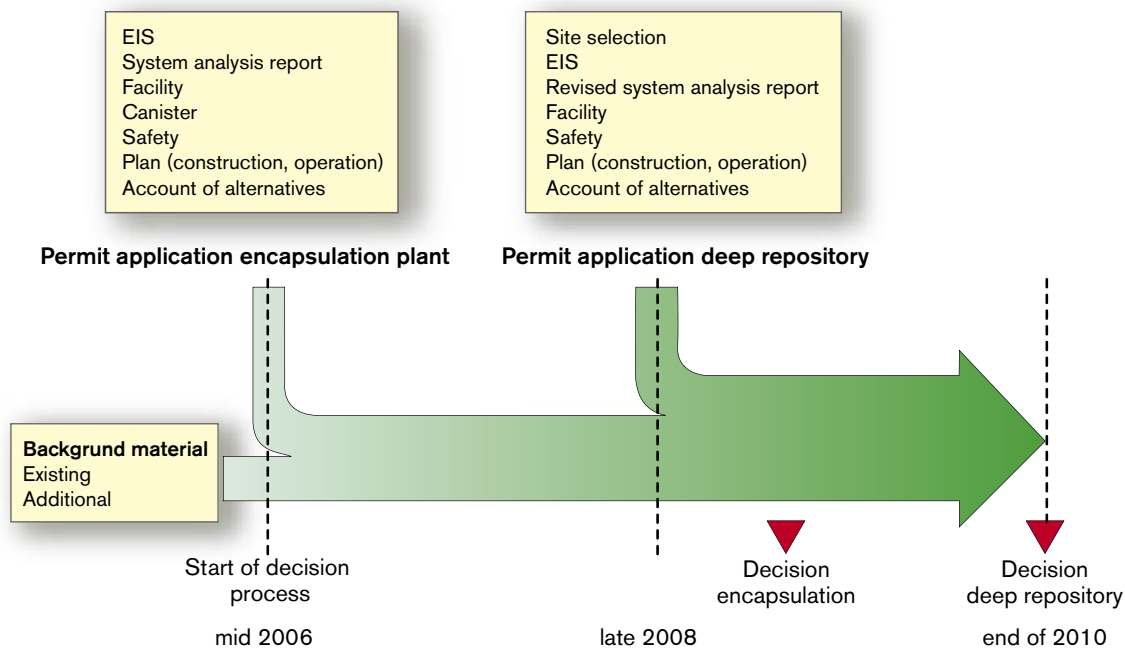 EIS
System analysis report
Facility
Canister
Safety
Plan (construction, operation)
Account of alternatives
Site selection
EIS
Revised system analysis report
Facility
Safety
Plan (construction, operation)
Account of alternatives
Permit application encapsulation plant
Permit application deep repository
Backgrund material
Existing
Additional
Start of decision
process
mid 2006
late 2008
Decision
encapsulation
Decision
deep repository
end of 2010